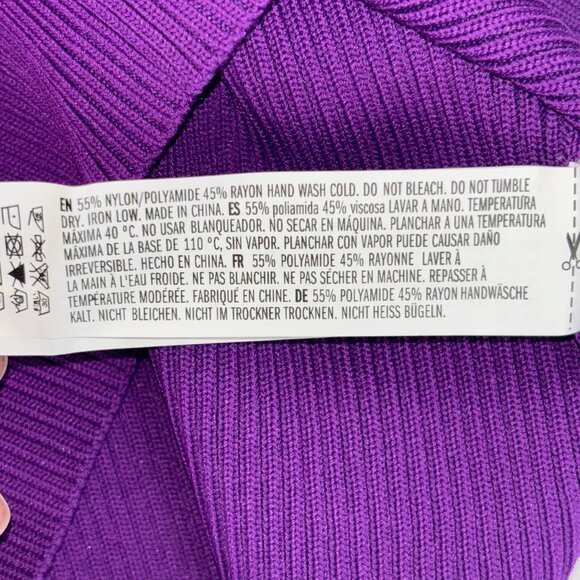 EN 55% NYLON/POLYAMIDE 45% RAYON HAND WASH COLD. DO NOT BLEACH. DO NOT TUMBLE
DRY. IRON LOW. MADE IN CHINA. ES 55% poliamida 45% viscosa LAVAR A MANO. TEMPERATURA
MÁXIMA 40 ºC. NO USAR BLANQUEADOR. NO SECAR EN MÁQUINA. PLANCHAR A UNA TEMPERATURA
MÁXIMA DE LA BASE DE 110 ºC, SIN VAPOR. PLANCHAR CON VAPOR PUEDE CAUSAR DAÑO
IRREVERSIBLE. HECHO EN CHINA. FR 55% POLYAMIDE 45% RAYONNE LAVER À
LA MAIN À L'EAU FROIDE. NE PAS BLANCHIR. NE PAS SÉCHER EN MACHINE. REPASSER À
TEMPÉRATURE MODÉRÉE. FABRIQUÉ EN CHINE. DE 55% POLYAMIDE 45% RAYON HANDWÄSCHE
KALT. NICHT BLEICHEN. NICHT IM TROCKNER TROCKNEN. NICHT HEISS BÜGELN.